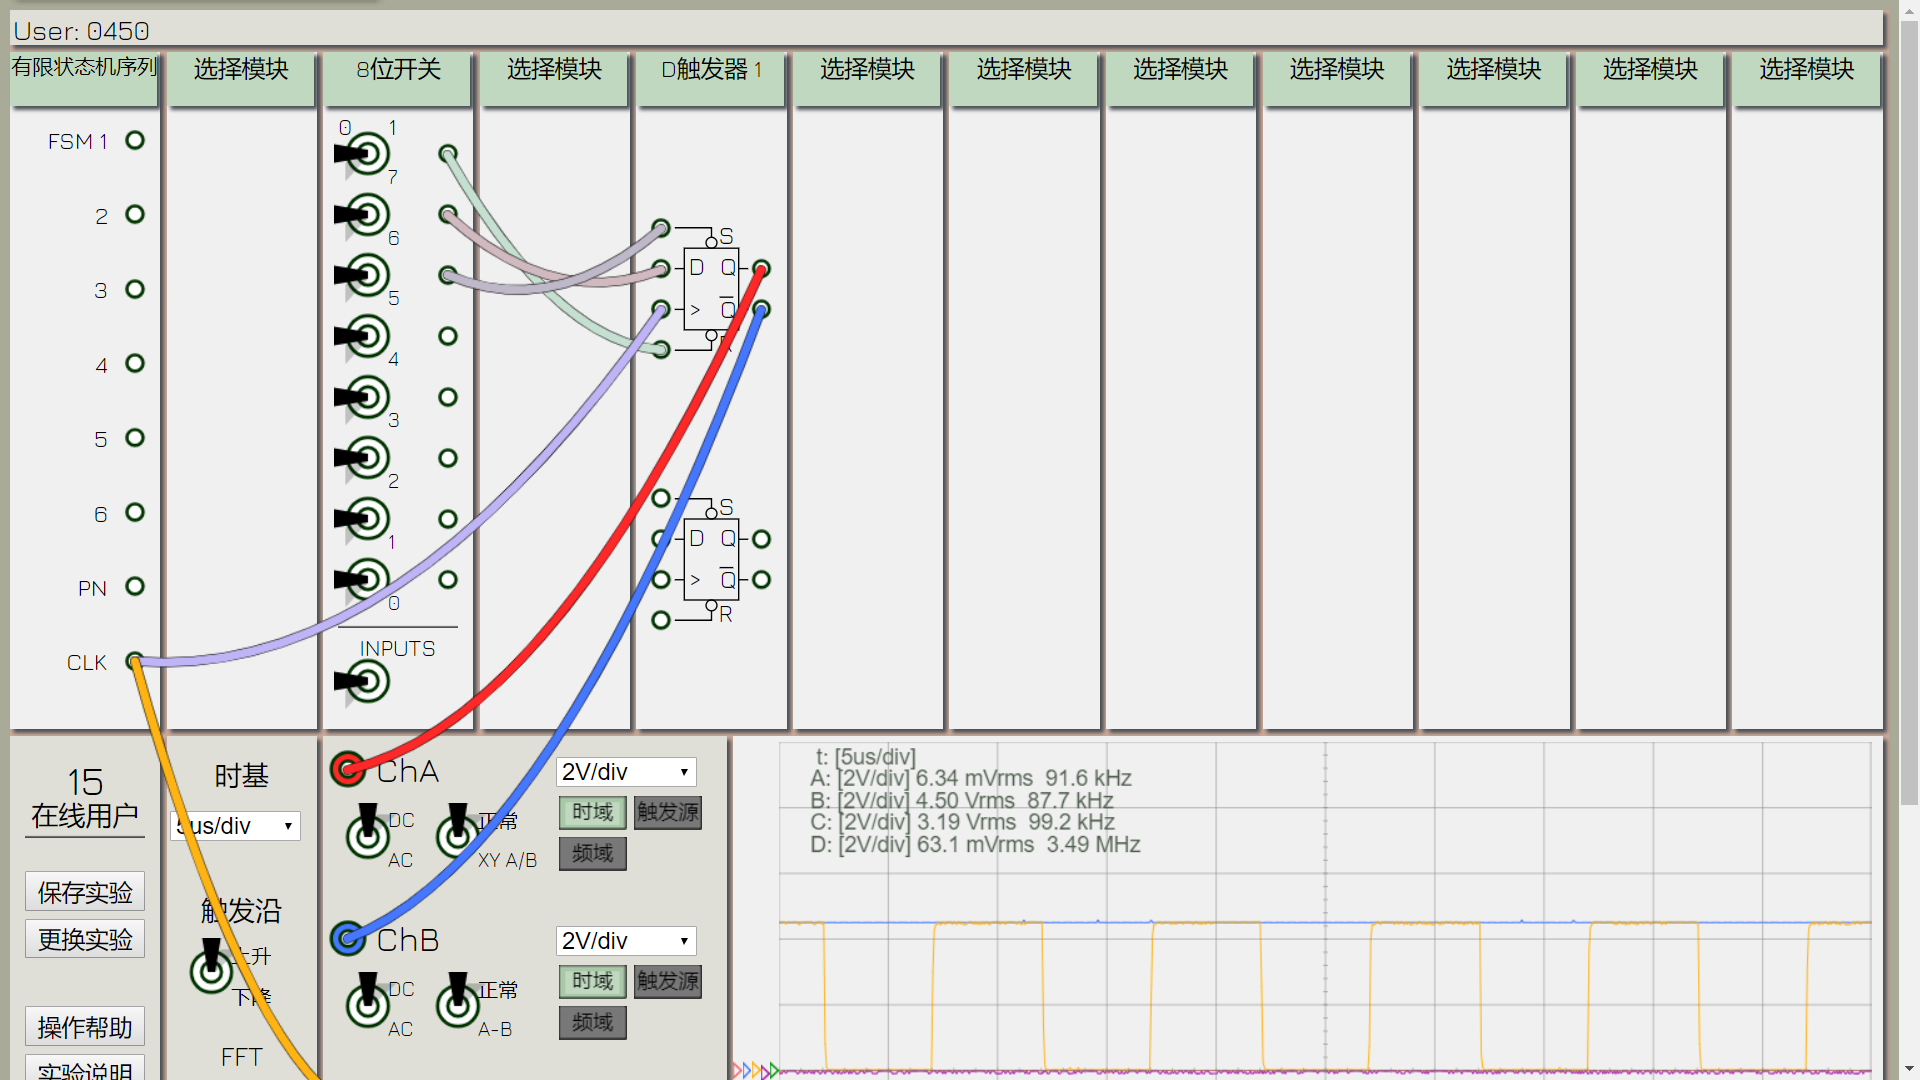 User: 0450
有限状态机序列
选择模块
8位开关
选择模块
D触发器 1
选择模块
选择模块
选择模块
选择模块
选择模块
选择模块
选择模块
FSM 1
2
3
4
5
6
PN
CLK
0 1
7
6
5
4
3
2
1
0
INPUTS
S
D Q
> Q
R
S
D Q
> Q
R
15
在线用户
保存实验
更换实验
操作帮助
实验说明
时基
5us/div
触发沿
上升
下降
FFT
ChA
2V/div
DC
AC
正常
XY A/B
时域
触发源
频域
ChB
2V/div
DC
AC
正常
A-B
时域
触发源
频域
t: [5us/div]
A: [2V/div] 6.34 mVrms 91.6 kHz
B: [2V/div] 4.50 Vrms 87.7 kHz
C: [2V/div] 3.19 Vrms 99.2 kHz
D: [2V/div] 63.1 mVrms 3.49 MHz